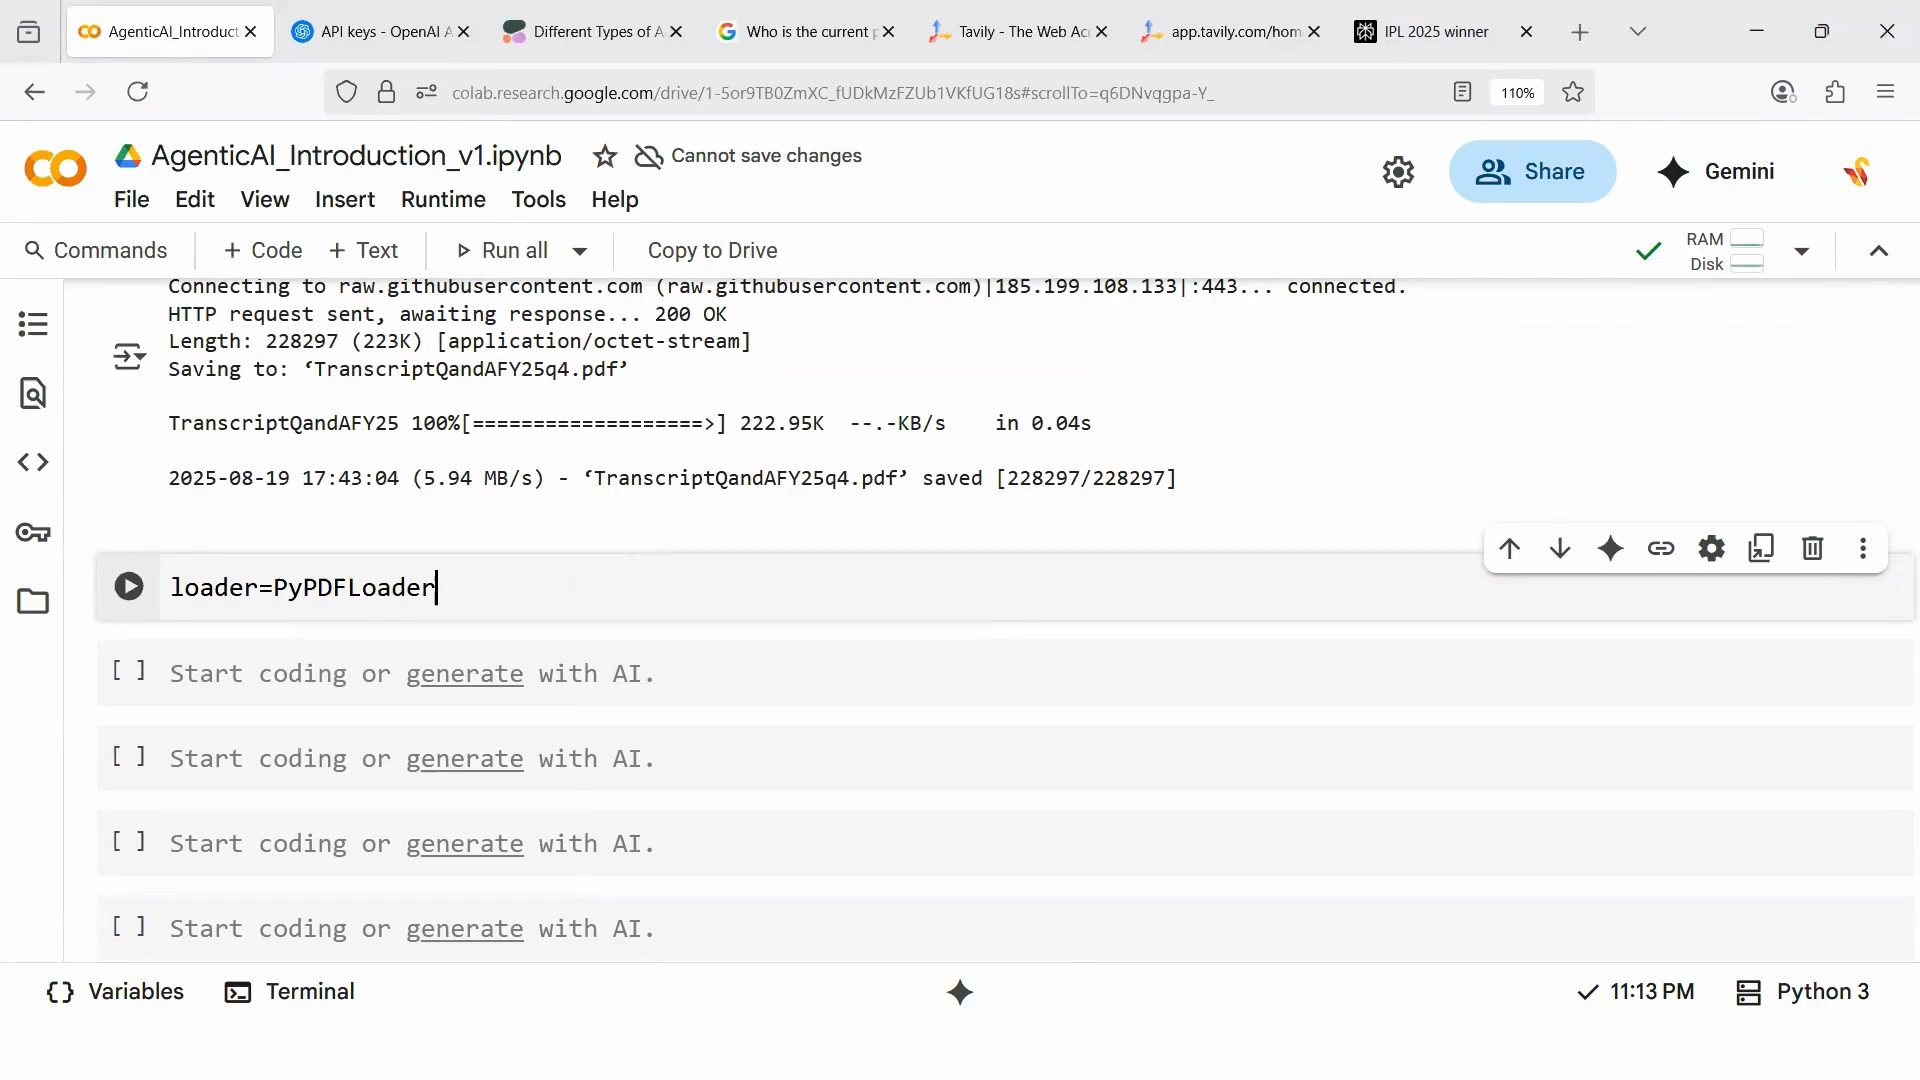 AgenticAI_Introduct
API keys - OpenAI A
Different Types of A
Who is the current p
Tavily - The Web Acc
app.tavily.com/hom
IPL 2025 winner
colab.research.google.com/drive/1-5or9TB0ZmXC_fUDkMzFZUb1VKfUG18s#scrollTo=q6DNvqgpa-Y_
110%
AgenticAI_Introduction_v1.ipynb
Cannot save changes
File Edit View Insert Runtime Tools Help
Share
Gemini
Commands
+ Code + Text
Run all
Copy to Drive
RAM
Disk
Connecting to raw.githubusercontent.com (raw.githubusercontent.com)|185.199.108.133|:443... connected.
HTTP request sent, awaiting response... 200 OK
Length: 228297 (223K) [application/octet-stream]
Saving to: ‘TranscriptQandAFY25q4.pdf’
TranscriptQandAFY25 100%[===================>] 222.95K --.-KB/s in 0.04s
2025-08-19 17:43:04 (5.94 MB/s) - ‘TranscriptQandAFY25q4.pdf’ saved [228297/228297]
loader=PyPDFLoader
[ ] Start coding or generate with AI.
[ ] Start coding or generate with AI.
[ ] Start coding or generate with AI.
[ ] Start coding or generate with AI.
{ } Variables
Terminal
11:13 PM
Python 3